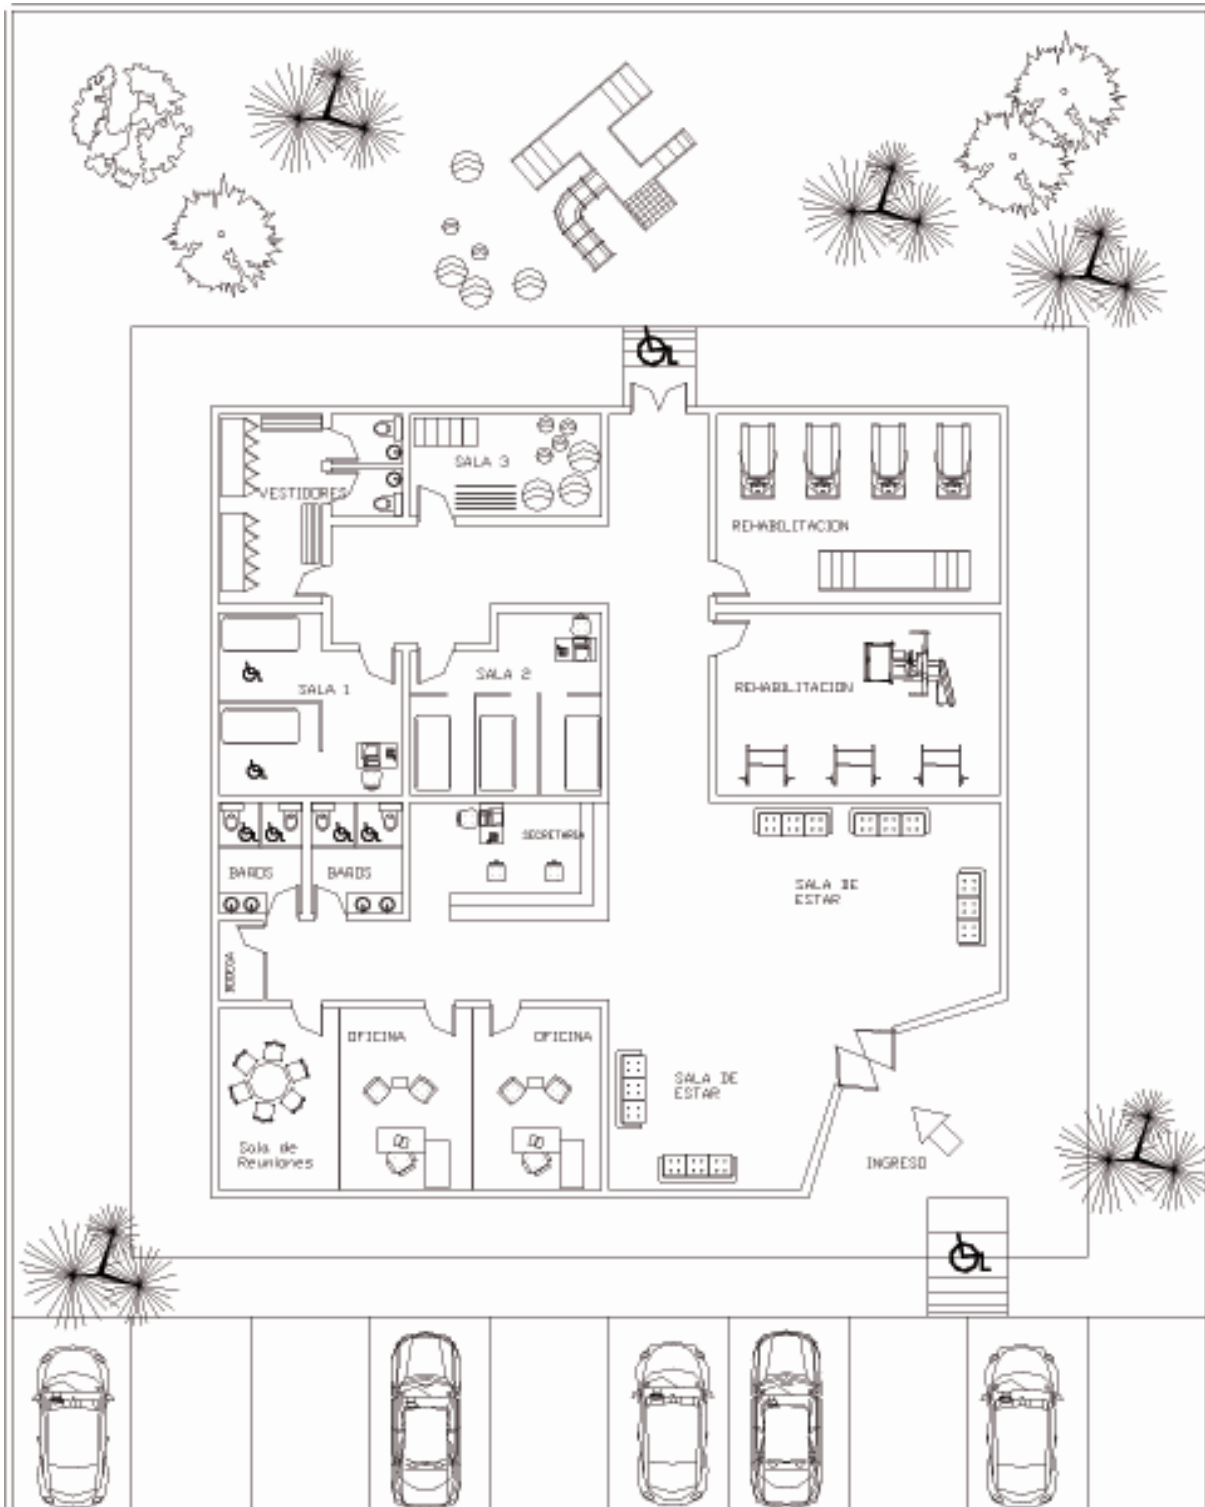 SALA 3
VESTIDORES
REHABILITACION
SALA 2
SALA 1
REHABILITACION
SECRETARIA
BAÑOS
BAÑOS
SALA DE
ESTAR
BODEGA
OFICINA
OFICINA
SALA DE
ESTAR
Sala de
Reuniones
INGRESO